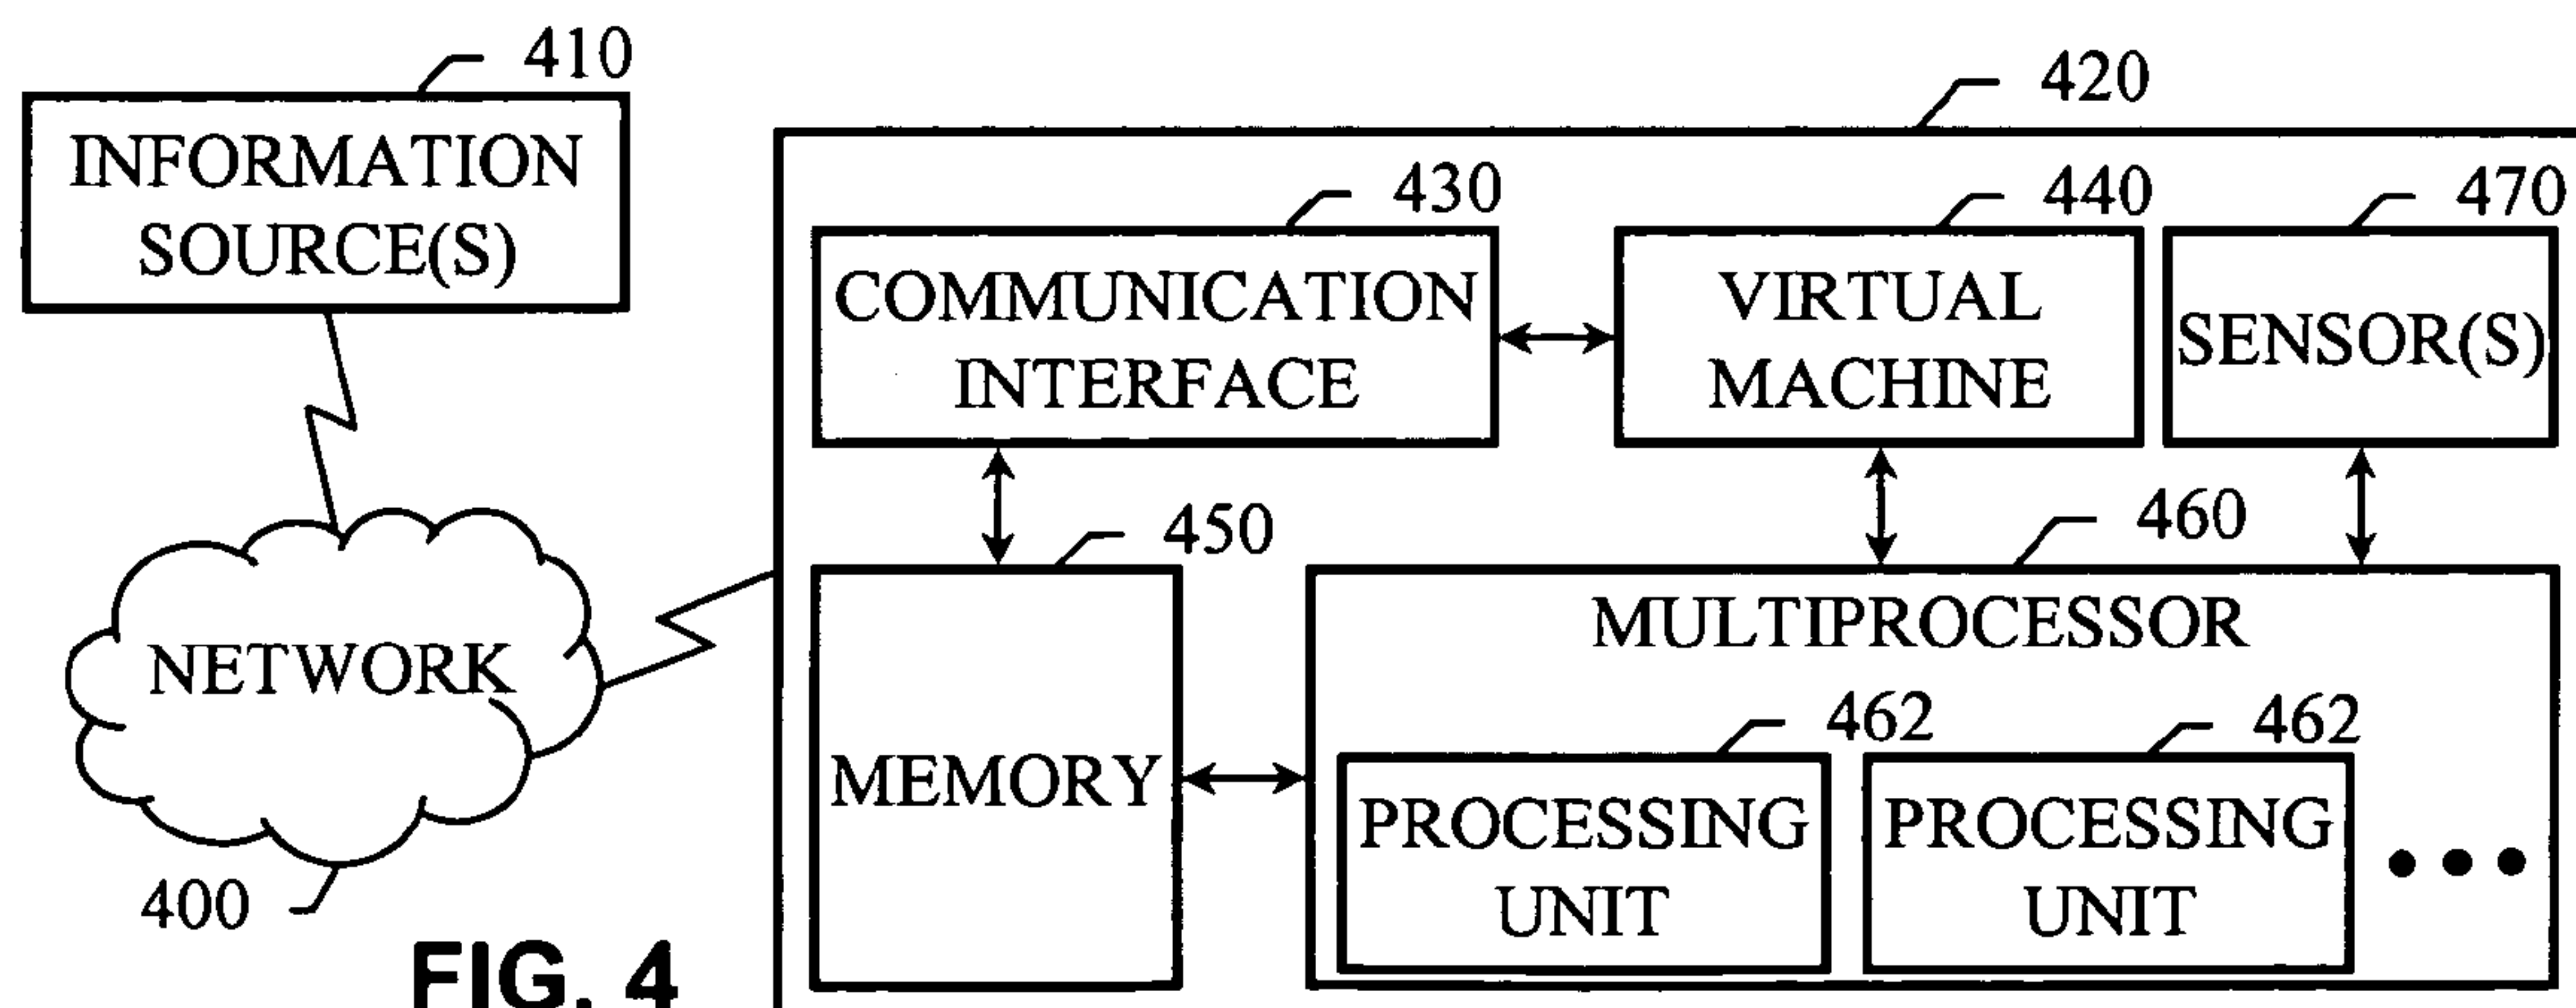 410
INFORMATION
SOURCE(S)
420
430
COMMUNICATION
INTERFACE
440
VIRTUAL
MACHINE
470
SENSOR(S)
450
MEMORY
460
MULTIPROCESSOR
462
PROCESSING
UNIT
462
PROCESSING
UNIT
NETWORK
400
FIG. 4